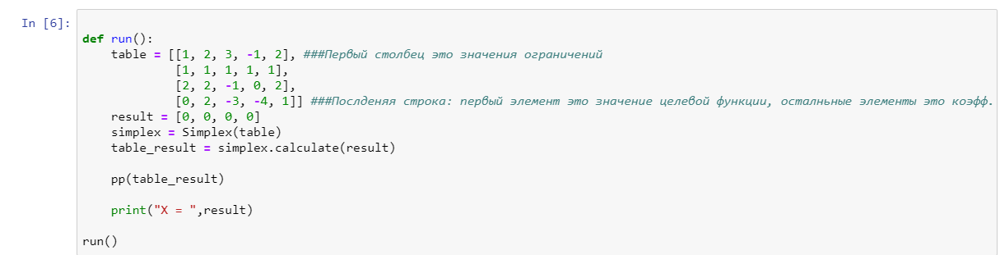 In [6]:
def run():
    table = [[1, 2, 3, -1, 2], ###Первый столбец это значения ограничений
             [1, 1, 1, 1, 1],
             [2, 2, -1, 0, 2],
             [0, 2, -3, -4, 1]] ###Послденяя строка: первый элемент это значение целевой функции, осталньные элементы это коэфф.
    result = [0, 0, 0, 0]
    simplex = Simplex(table)
    table_result = simplex.calculate(result)
    pp(table_result)
    print("X = ",result)
run()